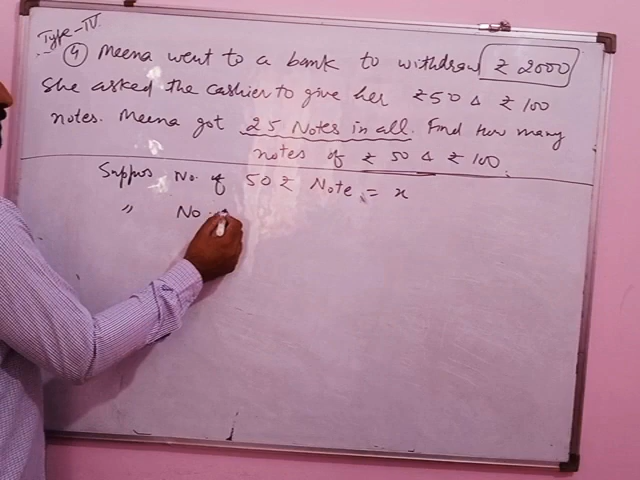 Type-IV
④ Meena went to a bank to withdraw ₹ 2000
She asked the cashier to give her ₹50 & ₹100
notes. Meena got 25 Notes in all. Find how many
notes of ₹ 50 & ₹ 100.
Suppos No. of 50 ₹ Note = x
" No